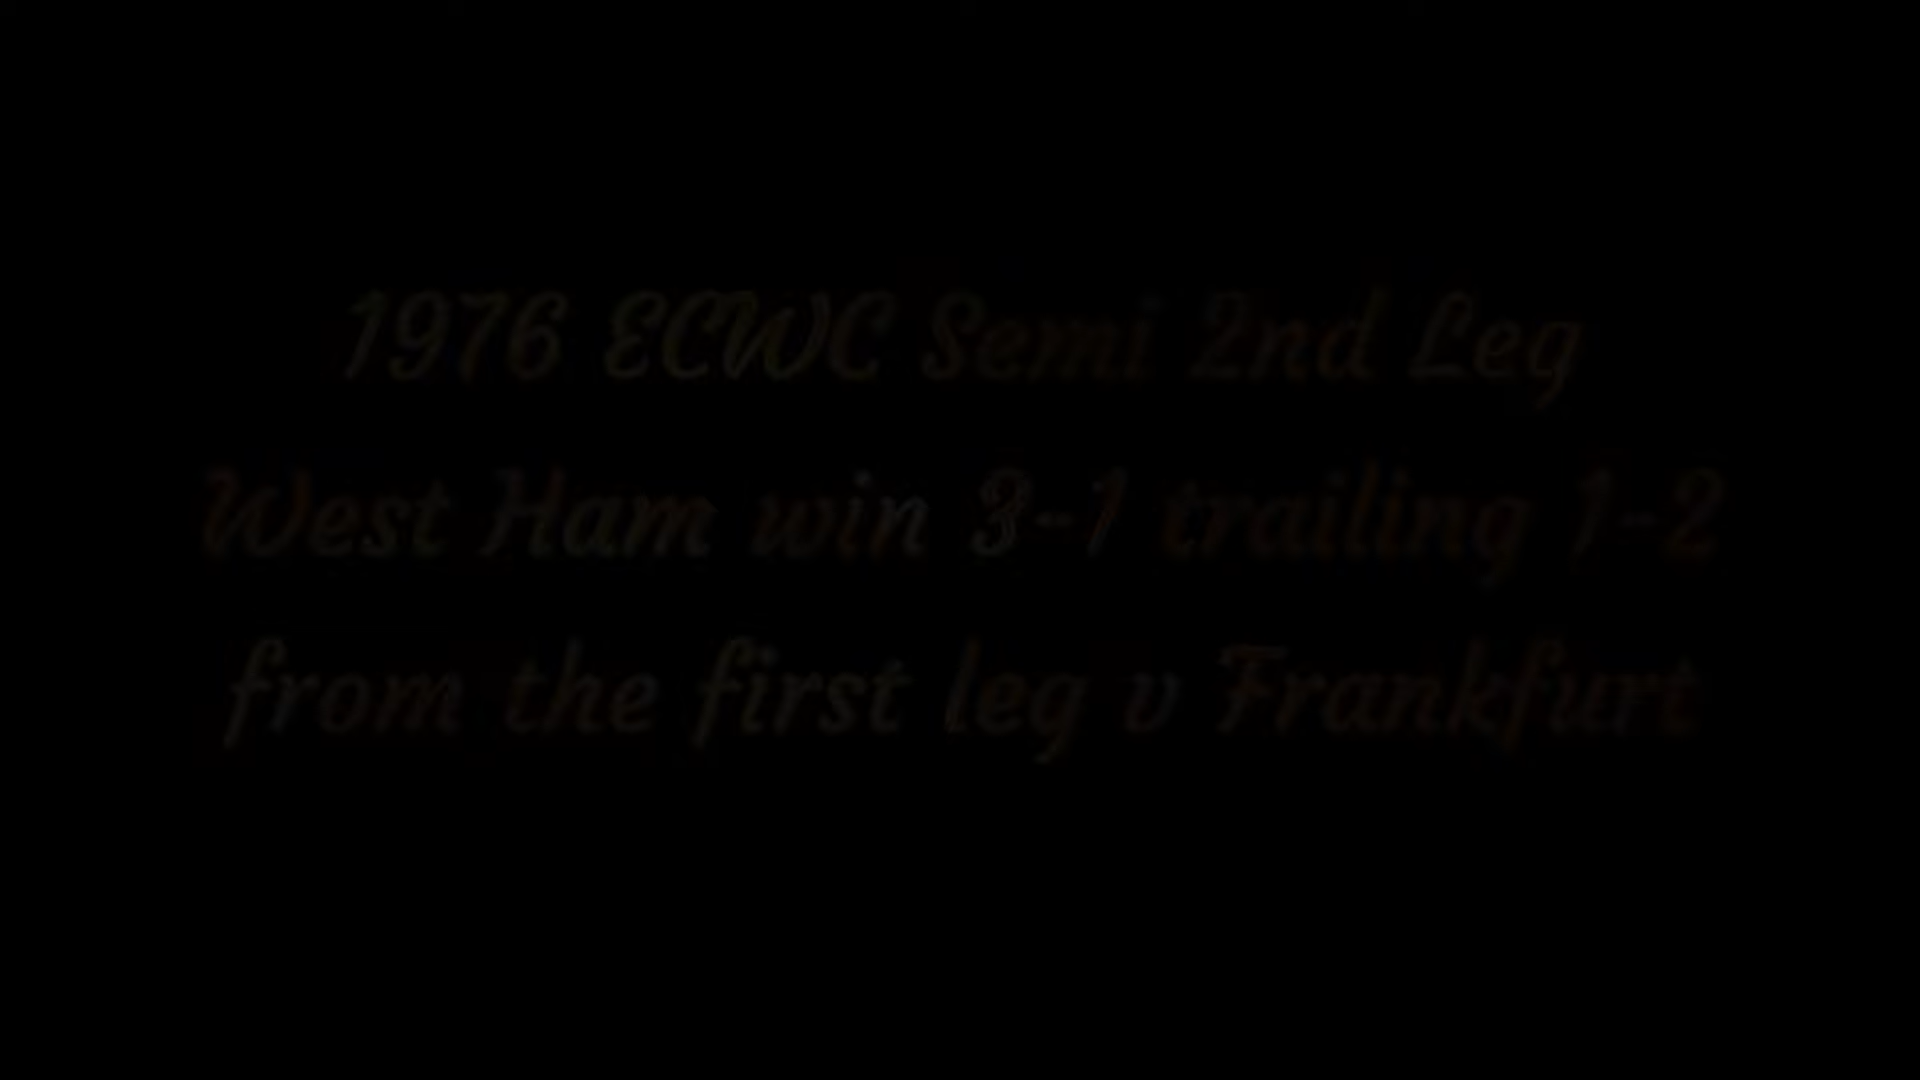 1976 ECWC Semi 2nd Leg
West Ham win 3-1 trailing 1-2
from the first leg v Frankfurt